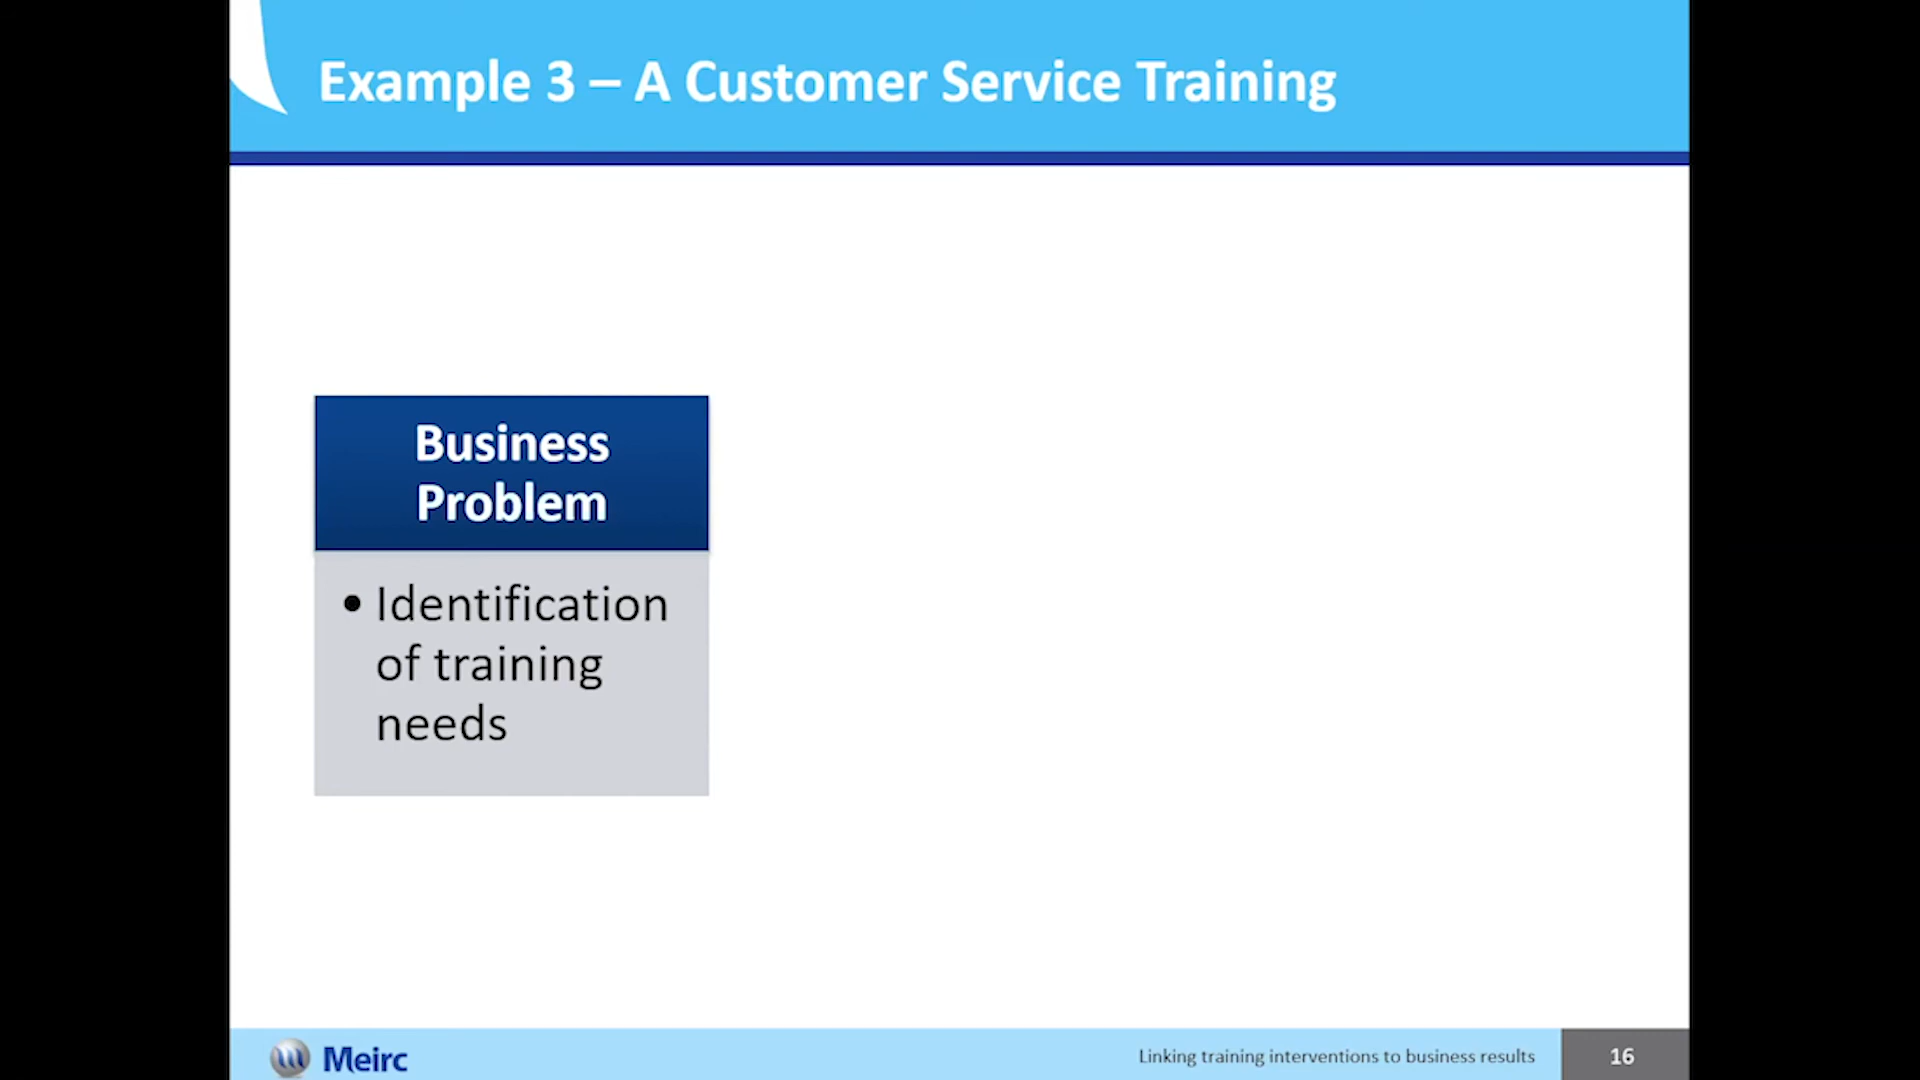 Example 3 – A Customer Service Training
Business
Problem
• Identification
of training
needs
Meirc
Linking training interventions to business results
16